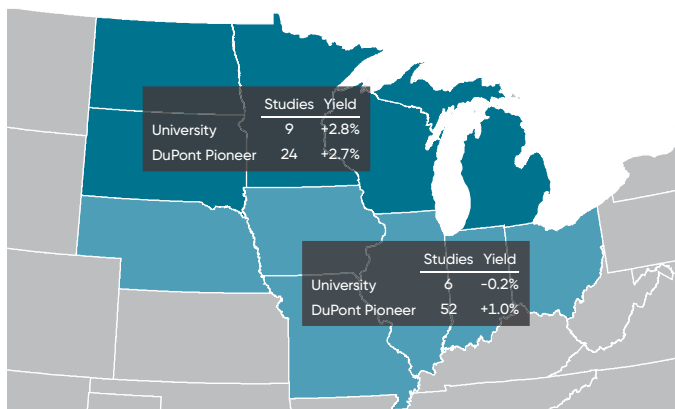 Studies Yield
University 9 +2.8%
DuPont Pioneer 24 +2.7%
Studies Yield
University 6 −0.2%
DuPont Pioneer 52 +1.0%